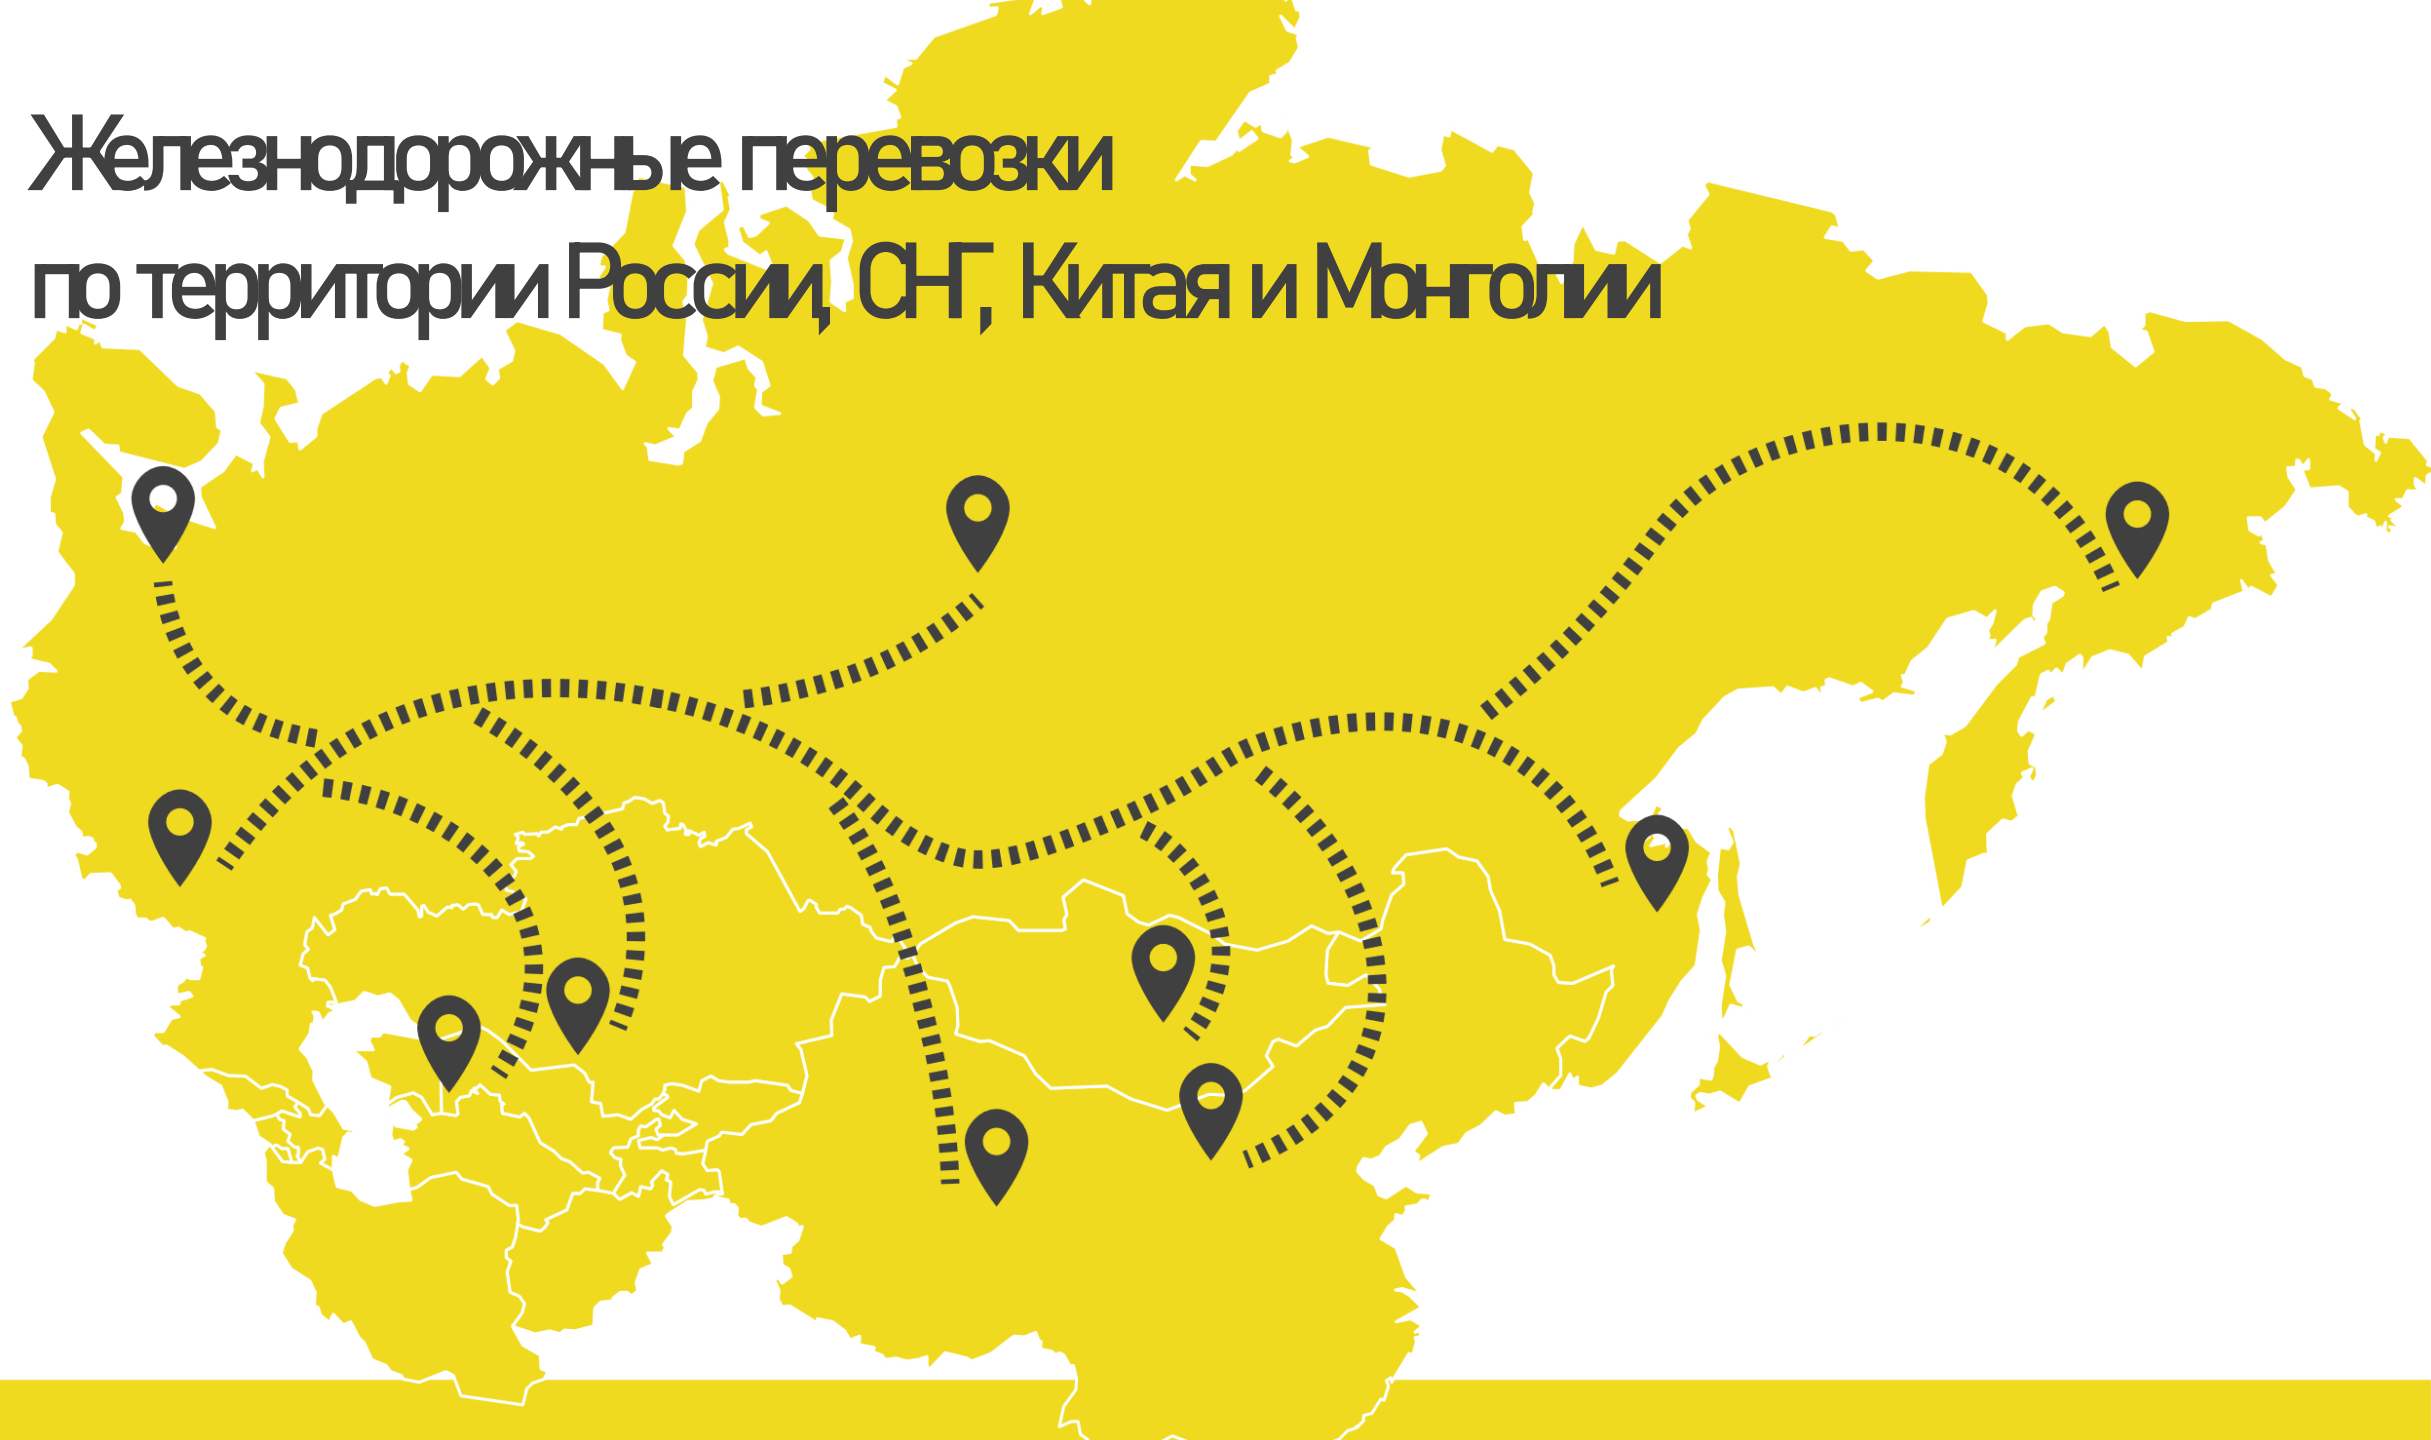 Железнодорожные перевозки
по территории России, СНГ, Китая и Монголии